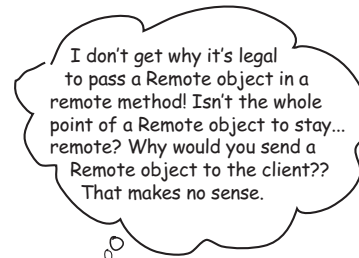 I don't get why it's legal
to pass a Remote object in a
remote method! Isn't the whole
point of a Remote object to stay...
remote? Why would you send a
Remote object to the client??
That makes no sense.